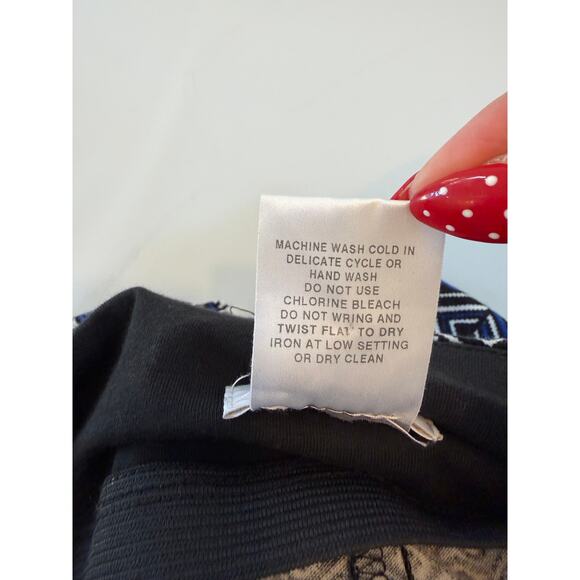 MACHINE WASH COLD IN
DELICATE CYCLE OR
HAND WASH
DO NOT USE
CHLORINE BLEACH
DO NOT WRING AND
TWIST FLAT TO DRY
IRON AT LOW SETTING
OR DRY CLEAN